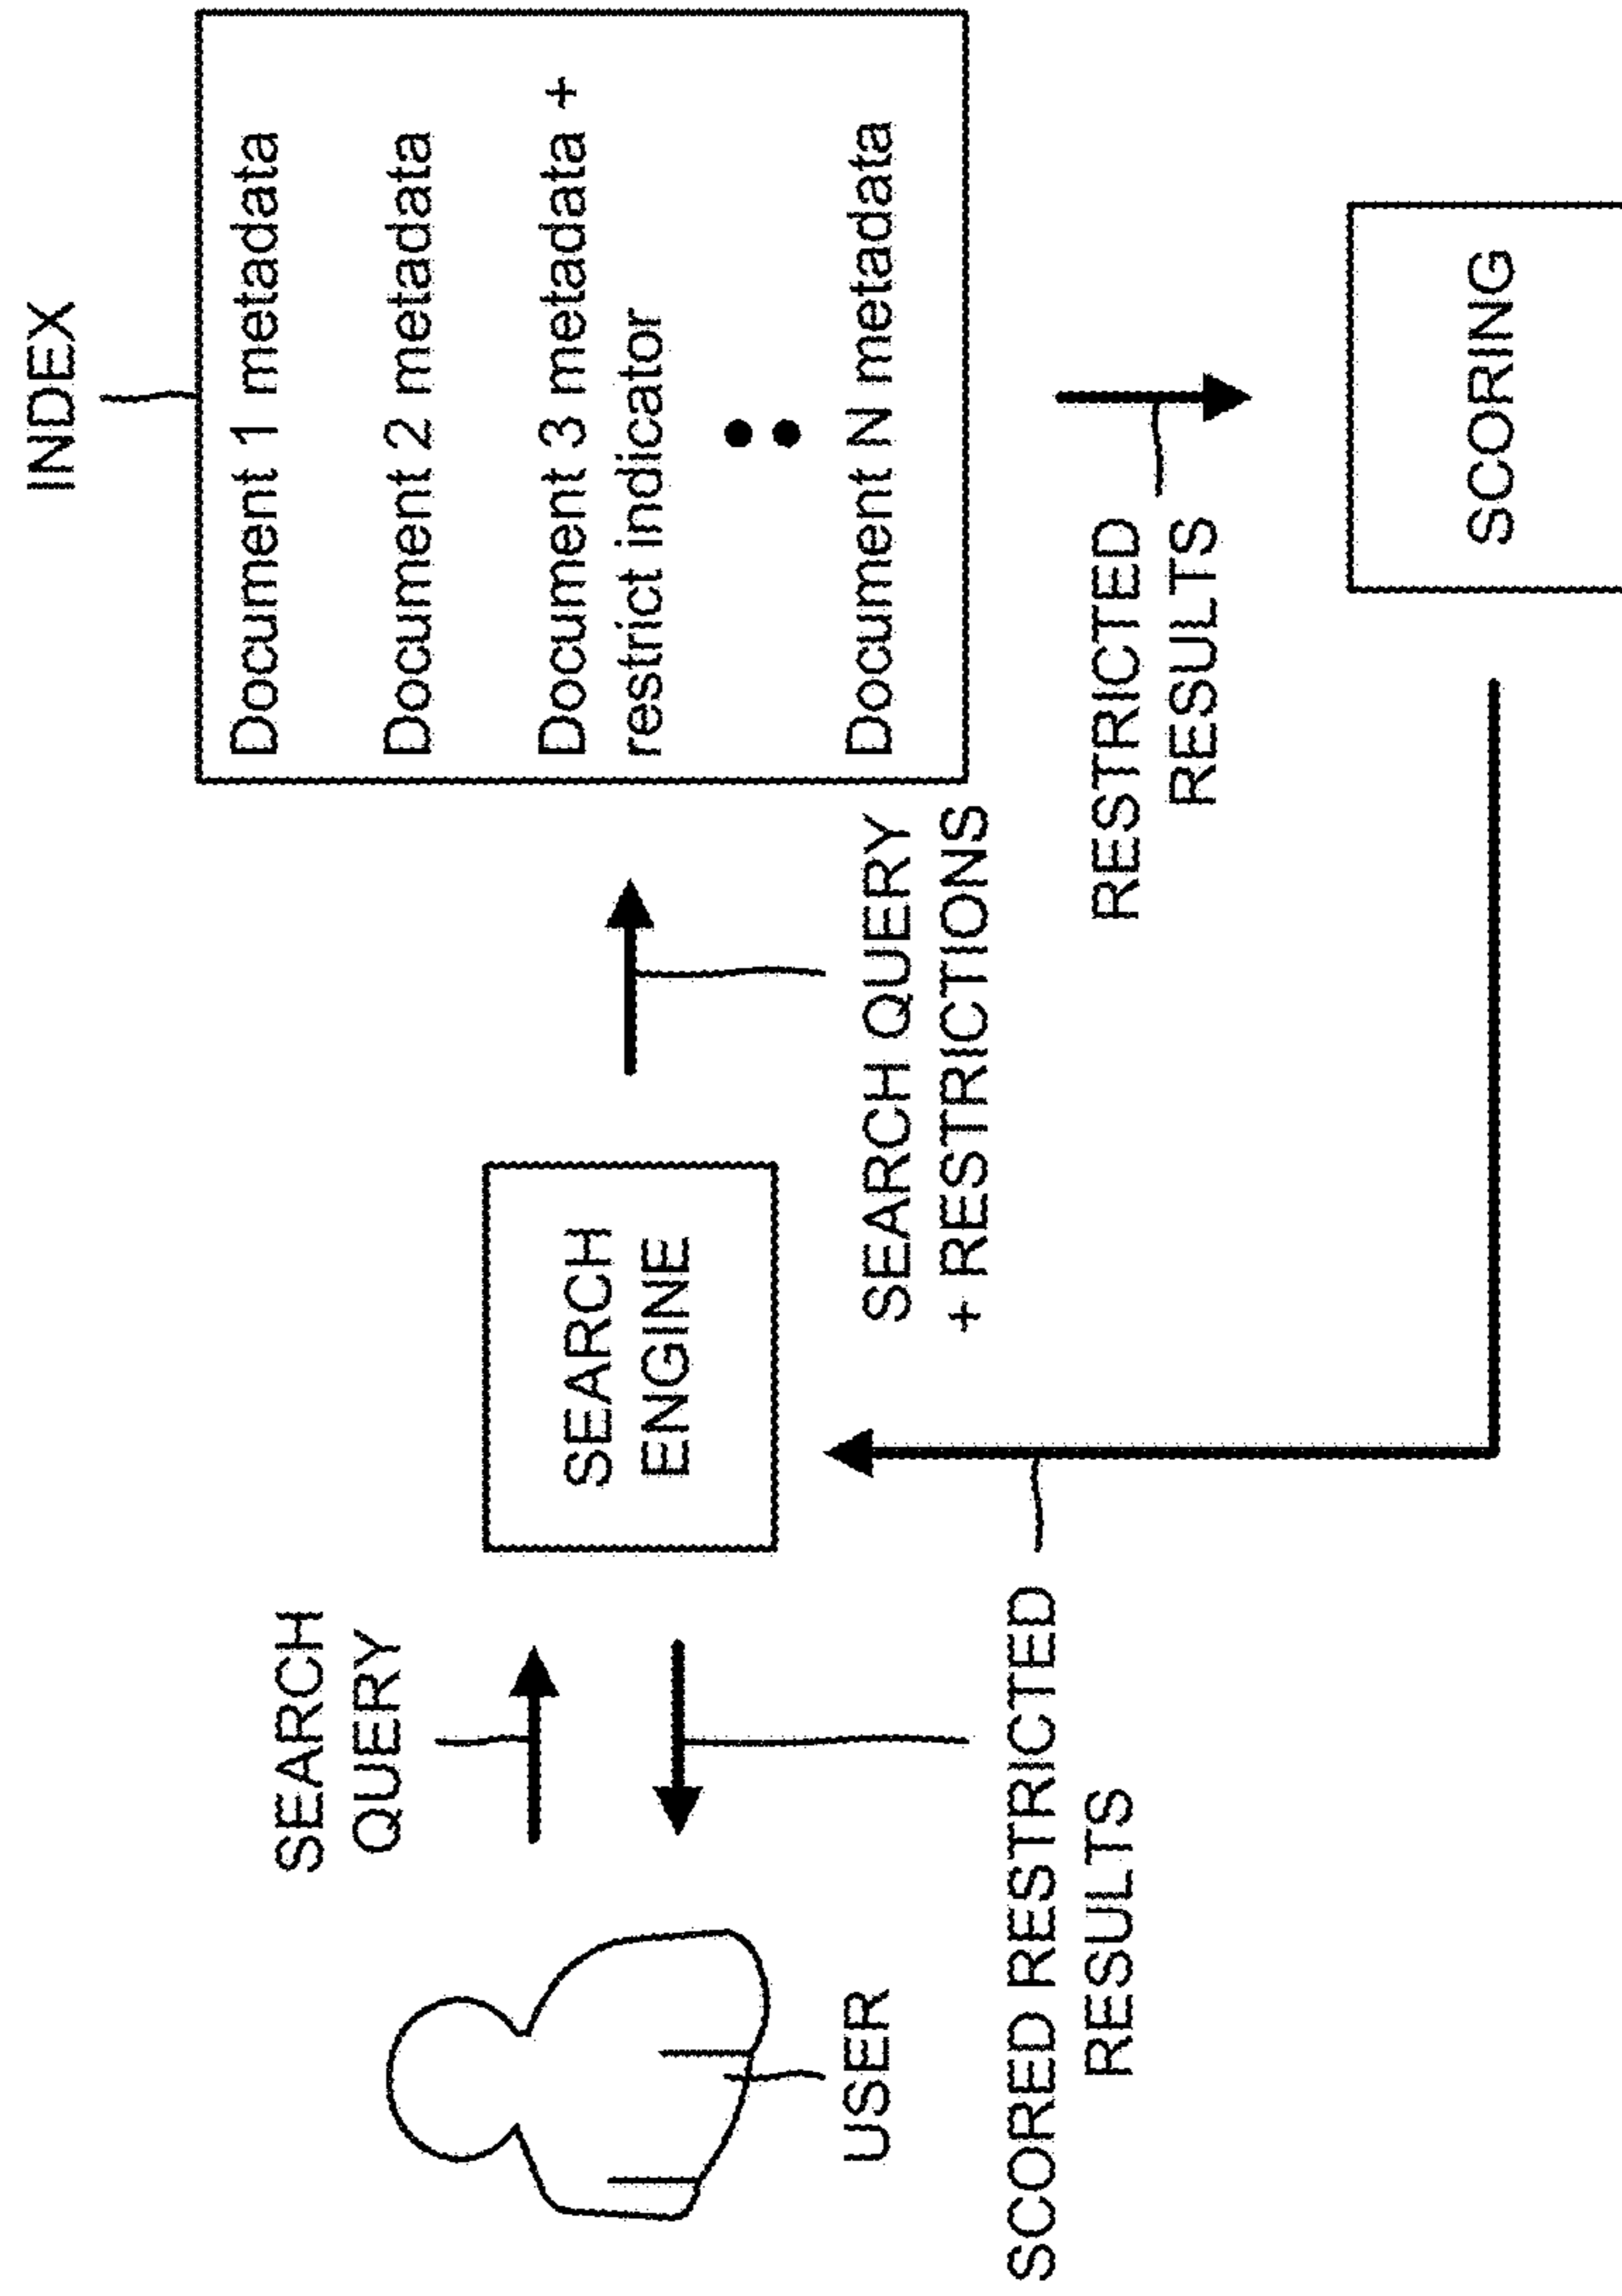 INDEX
Document 1 metadata
Document 2 metadata
Document 3 metadata +
restrict indicator
Document N metadata
SEARCH
QUERY
SEARCH
ENGINE
SEARCH QUERY
+ RESTRICTIONS
USER
SCORED RESTRICTED
RESULTS
RESTRICTED
RESULTS
SCORING